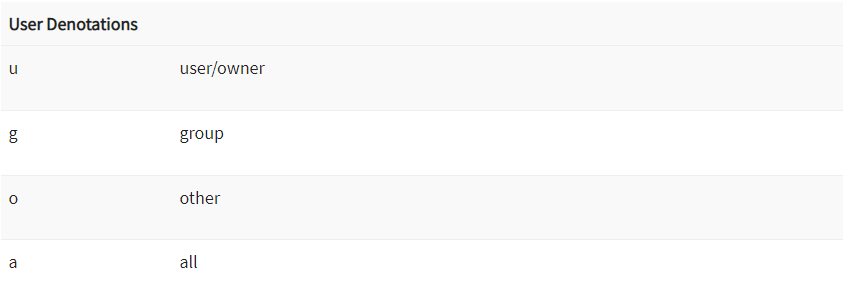 User Denotations
u user/owner
g group
o other
a all